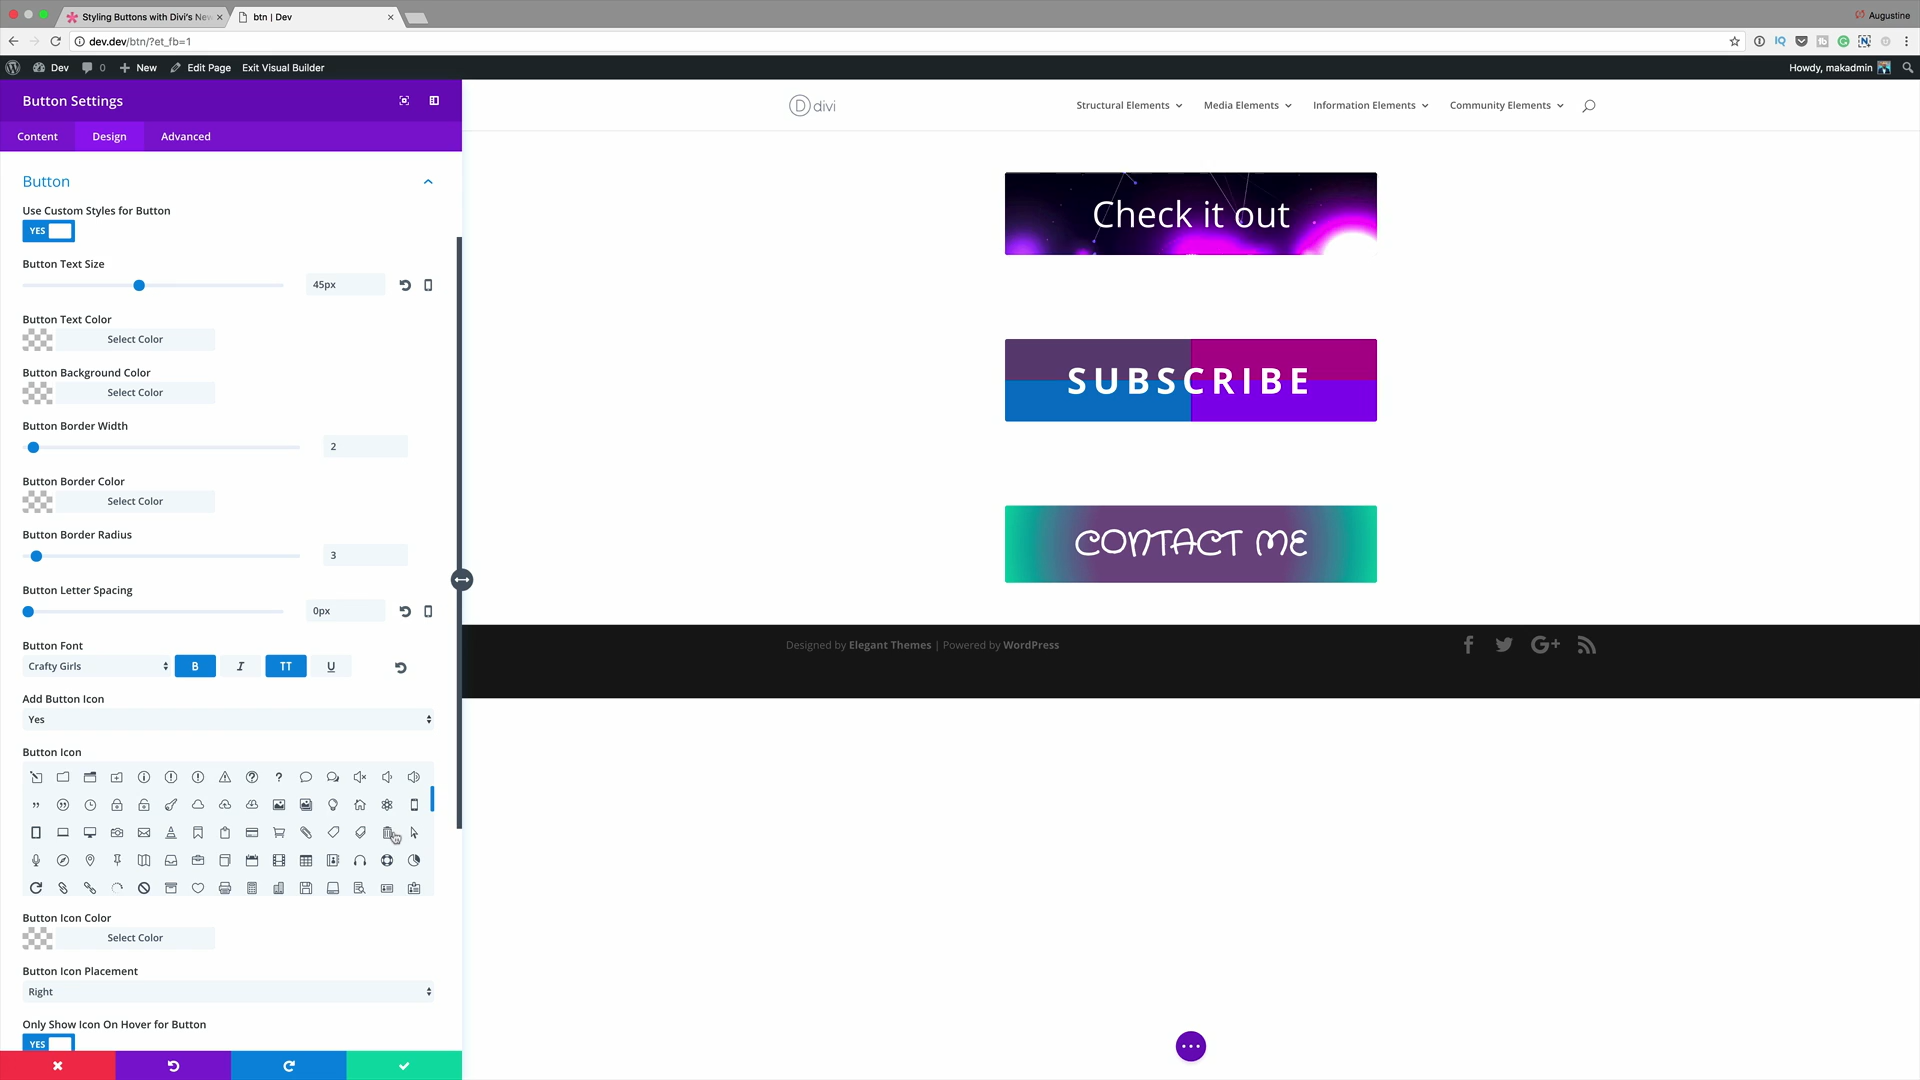 Styling Buttons with Divi's New
btn | Dev
Augustine
dev.dev/btn/?et_fb=1
Dev
0
New
Edit Page
Exit Visual Builder
Howdy, makadmin
Button Settings
Content
Design
Advanced
D divi
Structural Elements
Media Elements
Information Elements
Community Elements
Button
Use Custom Styles for Button
YES
Button Text Size
45px
Button Text Color
Select Color
Button Background Color
Select Color
Button Border Width
2
Button Border Color
Select Color
Button Border Radius
3
Button Letter Spacing
0px
Button Font
Crafty Girls
B
I
TT
U
Add Button Icon
Yes
Button Icon
Button Icon Color
Select Color
Button Icon Placement
Right
Only Show Icon On Hover for Button
YES
Check it out
SUBSCRIBE
CONTACT ME
Designed by Elegant Themes | Powered by WordPress